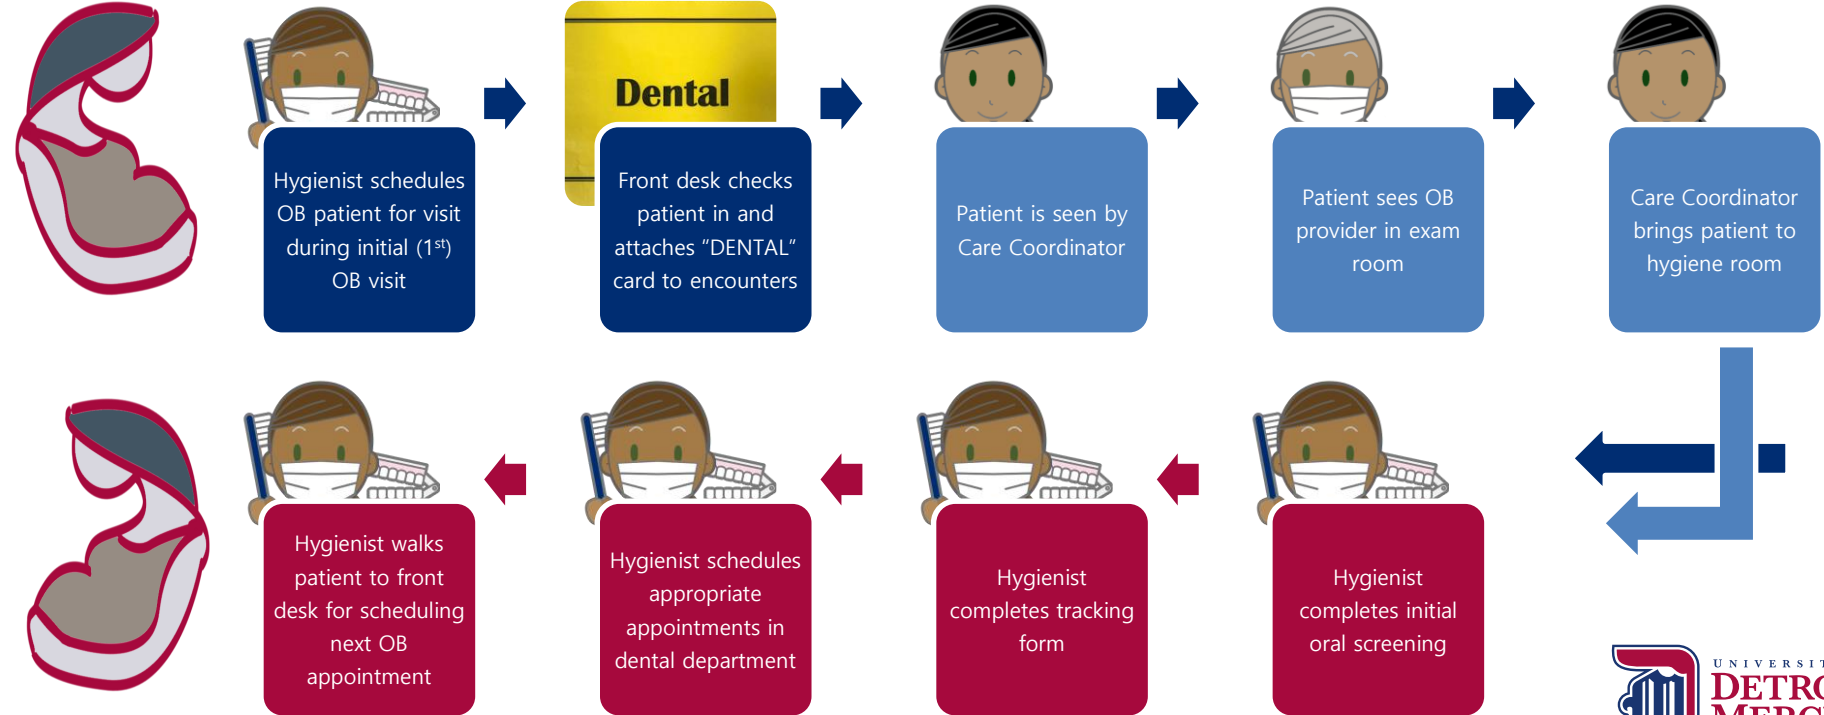 Dental
Hygienist schedules
OB patient for visit
during initial (1st)
OB visit
Front desk checks
patient in and
attaches “DENTAL”
card to encounters
Patient is seen by
Care Coordinator
Patient sees OB
provider in exam
room
Care Coordinator
brings patient to
hygiene room
Hygienist walks
patient to front
desk for scheduling
next OB
appointment
Hygienist schedules
appropriate
appointments in
dental department
Hygienist
completes tracking
form
Hygienist
completes initial
oral screening